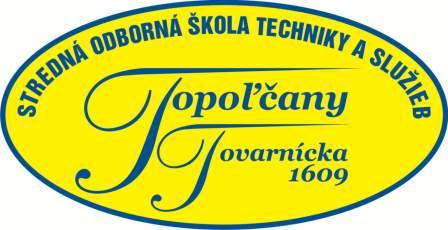 STREDNÁ ODBORNÁ ŠKOLA TECHNIKY A SLUŽIEB
Topoľčany
Tovarnícka
1609